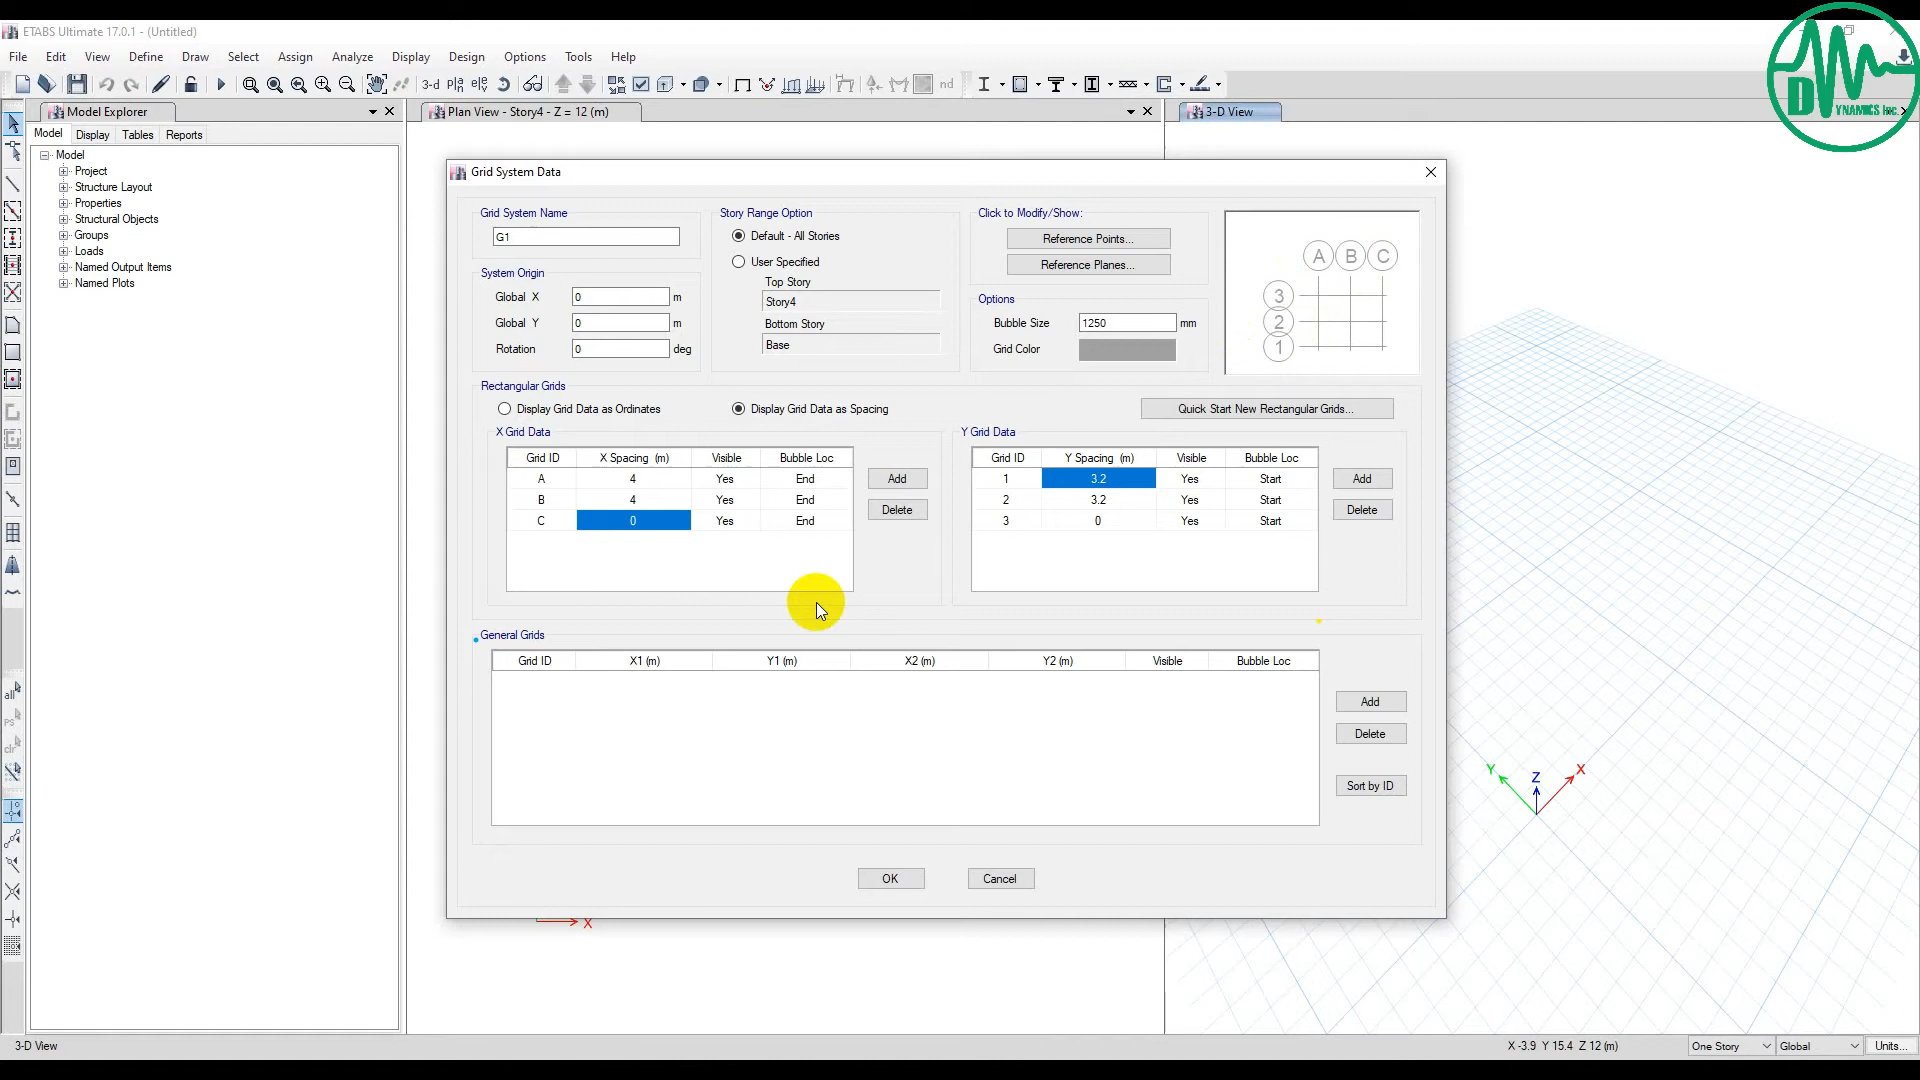 ETABS Ultimate 17.0.1 - (Untitled)
File Edit View Define Draw Select Assign Analyze Display Design Options Tools Help
3-d plа ele nd
Model Explorer
Plan View - Story4 - Z = 12 (m)
3-D View
DYNAMICS Inc.
Model Display Tables Reports
Model
Project
Structure Layout
Properties
Structural Objects
Groups
Loads
Named Output Items
Named Plots
all
ps
clr
Grid System Data
Grid System Name
G1
System Origin
Global X 0 m
Global Y 0 m
Rotation 0 deg
Story Range Option
Default - All Stories
User Specified
Top Story
Story4
Bottom Story
Base
Click to Modify/Show:
Reference Points...
Reference Planes...
Options
Bubble Size 1250 mm
Grid Color
A B C
3
2
1
Rectangular Grids
Display Grid Data as Ordinates
Display Grid Data as Spacing
Quick Start New Rectangular Grids...
X Grid Data
Grid ID X Spacing (m) Visible Bubble Loc
A 4 Yes End
B 4 Yes End
C 0 Yes End
Add
Delete
Y Grid Data
Grid ID Y Spacing (m) Visible Bubble Loc
1 3.2 Yes Start
2 3.2 Yes Start
3 0 Yes Start
Add
Delete
General Grids
Grid ID X1 (m) Y1 (m) X2 (m) Y2 (m) Visible Bubble Loc
Add
Delete
Sort by ID
OK Cancel
X
Y Z X
3-D View
X -3.9 Y 15.4 Z 12 (m)
One Story
Global
Units...